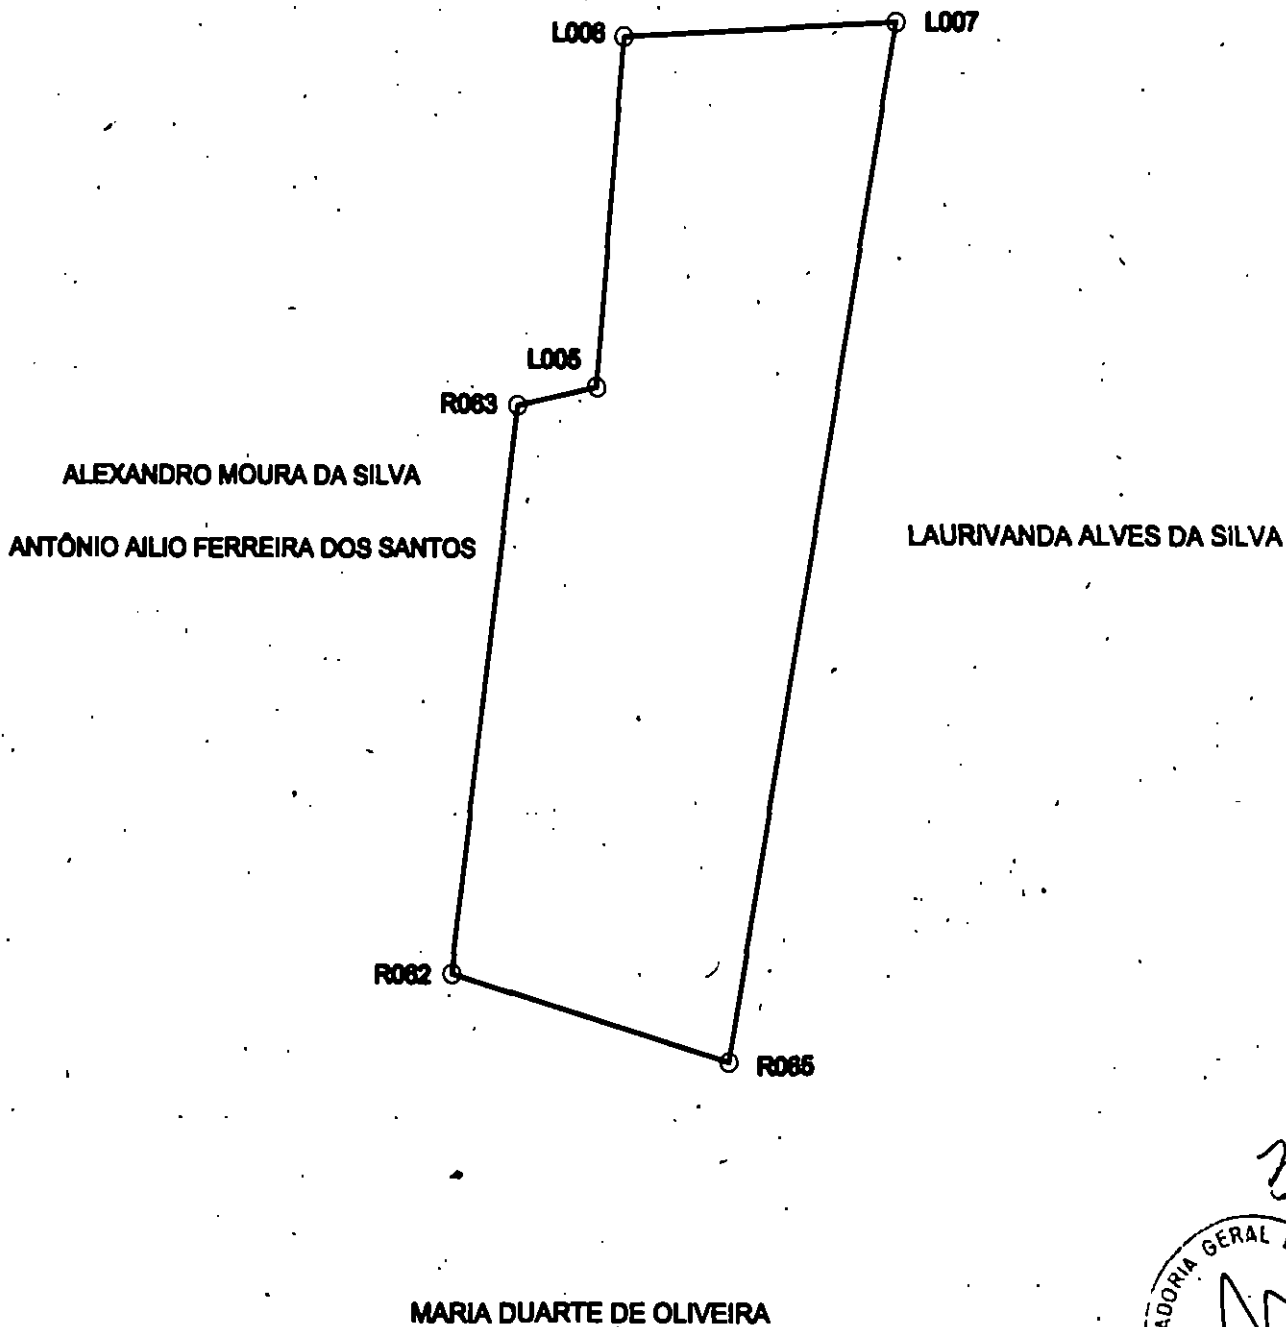 L006
L007
L005
R063
ALEXANDRO MOURA DA SILVA
ANTÔNIO AILIO FERREIRA DOS SANTOS
LAURIVANDA ALVES DA SILVA
R062
R065
MARIA DUARTE DE OLIVEIRA
ADORIA GERAL